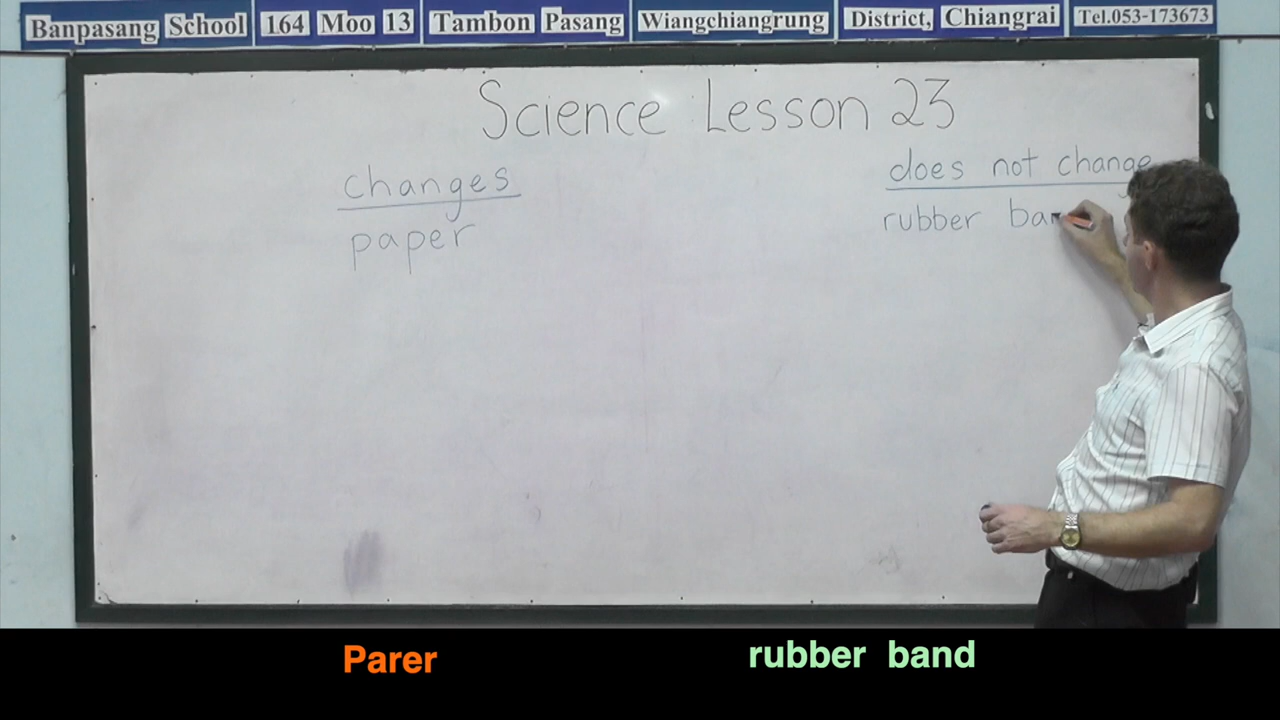 Banpasang School 164 Moo 13 Tambon Pasang Wiangchiangrung District, Chiangrai Tel.053-173673
Science Lesson 23
changes
paper
does not change
rubber ban
Parer rubber band